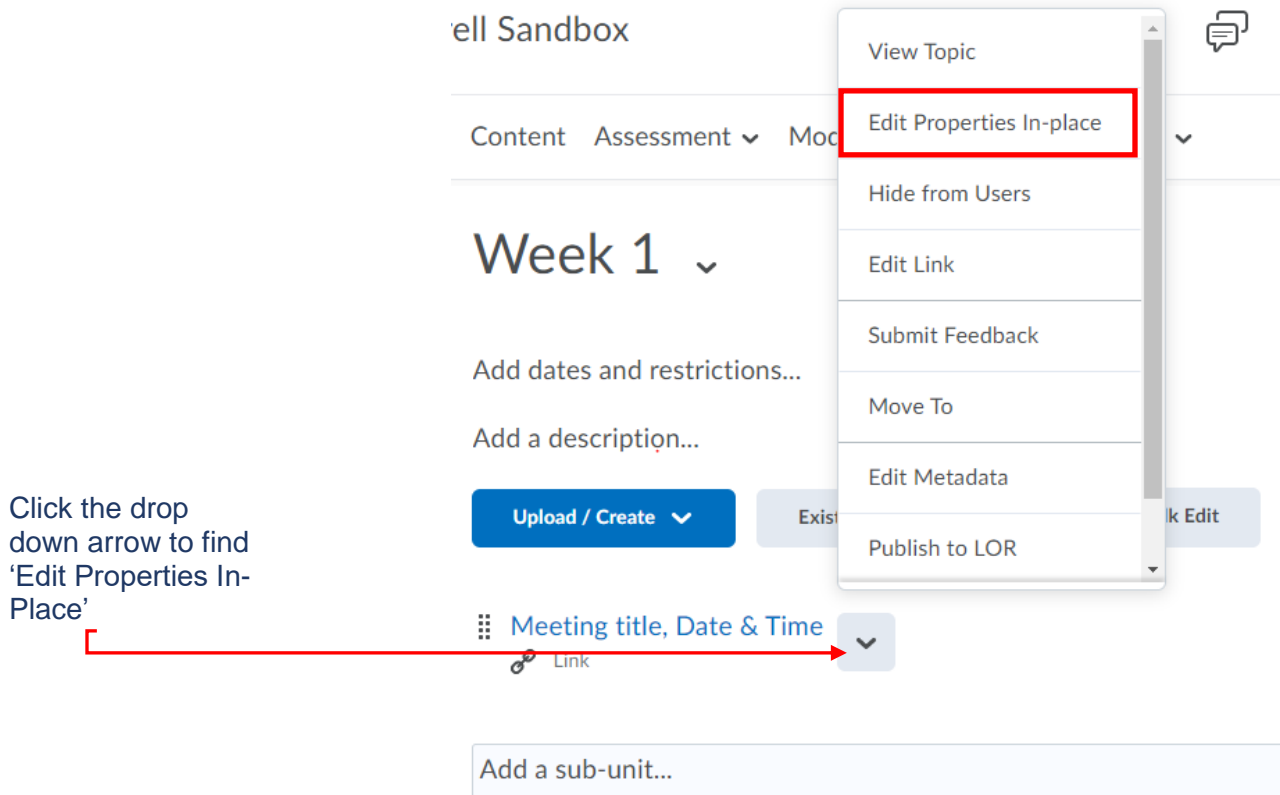 ell Sandbox
View Topic
Content Assessment Mod
Edit Properties In-place
Hide from Users
Week 1
Edit Link
Submit Feedback
Add dates and restrictions...
Move To
Add a description...
Edit Metadata
Upload / Create Exist lk Edit
Publish to LOR
Click the drop
down arrow to find
‘Edit Properties In-
Place’
Meeting title, Date & Time
Link
Add a sub-unit...